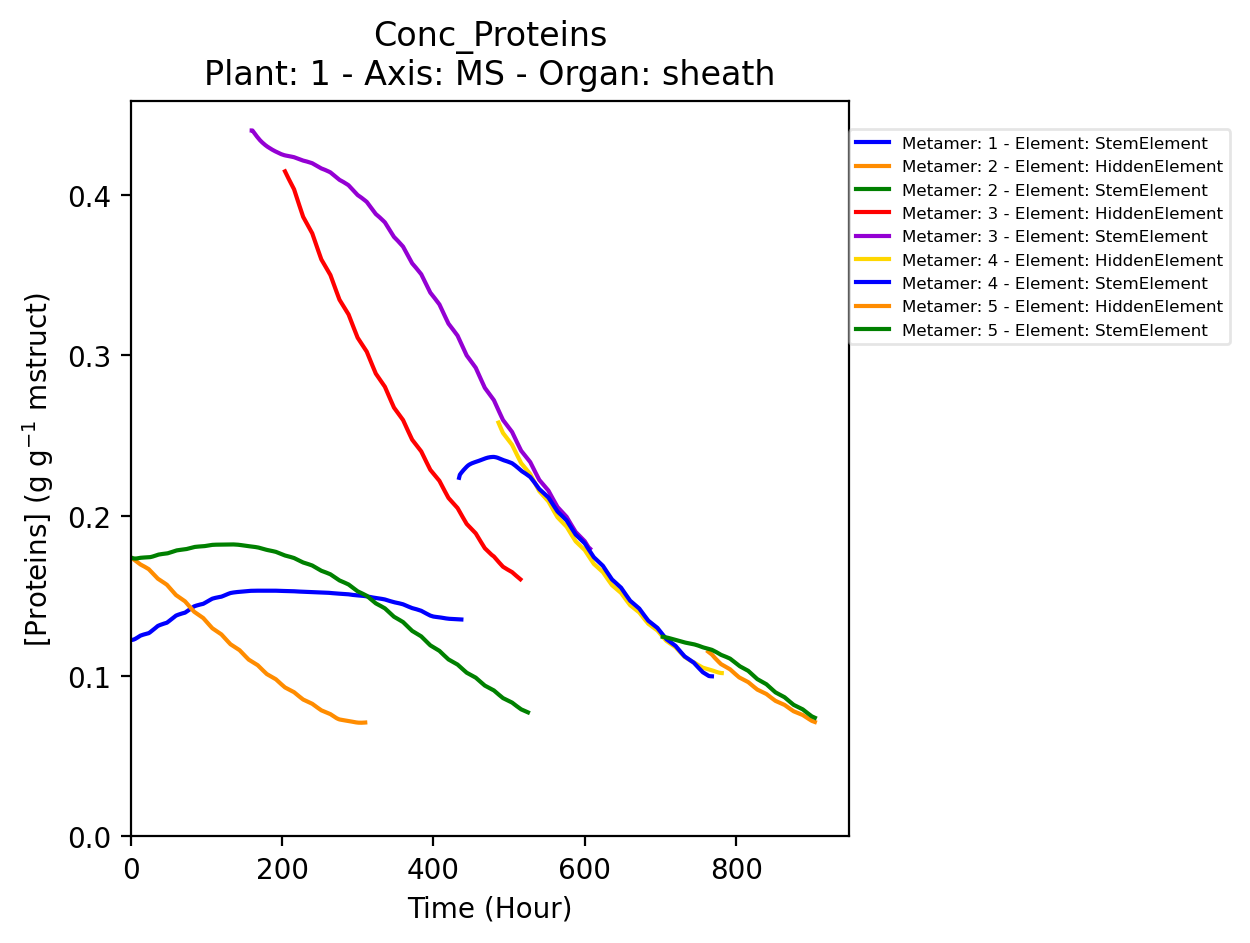 Conc_Proteins
Plant: 1 - Axis: MS - Organ: sheath
[Proteins] (g g⁻¹ mstruct)
0.4
0.3
0.2
0.1
0.0
0 200 400 600 800
Time (Hour)
Metamer: 1 - Element: StemElement
Metamer: 2 - Element: HiddenElement
Metamer: 2 - Element: StemElement
Metamer: 3 - Element: HiddenElement
Metamer: 3 - Element: StemElement
Metamer: 4 - Element: HiddenElement
Metamer: 4 - Element: StemElement
Metamer: 5 - Element: HiddenElement
Metamer: 5 - Element: StemElement